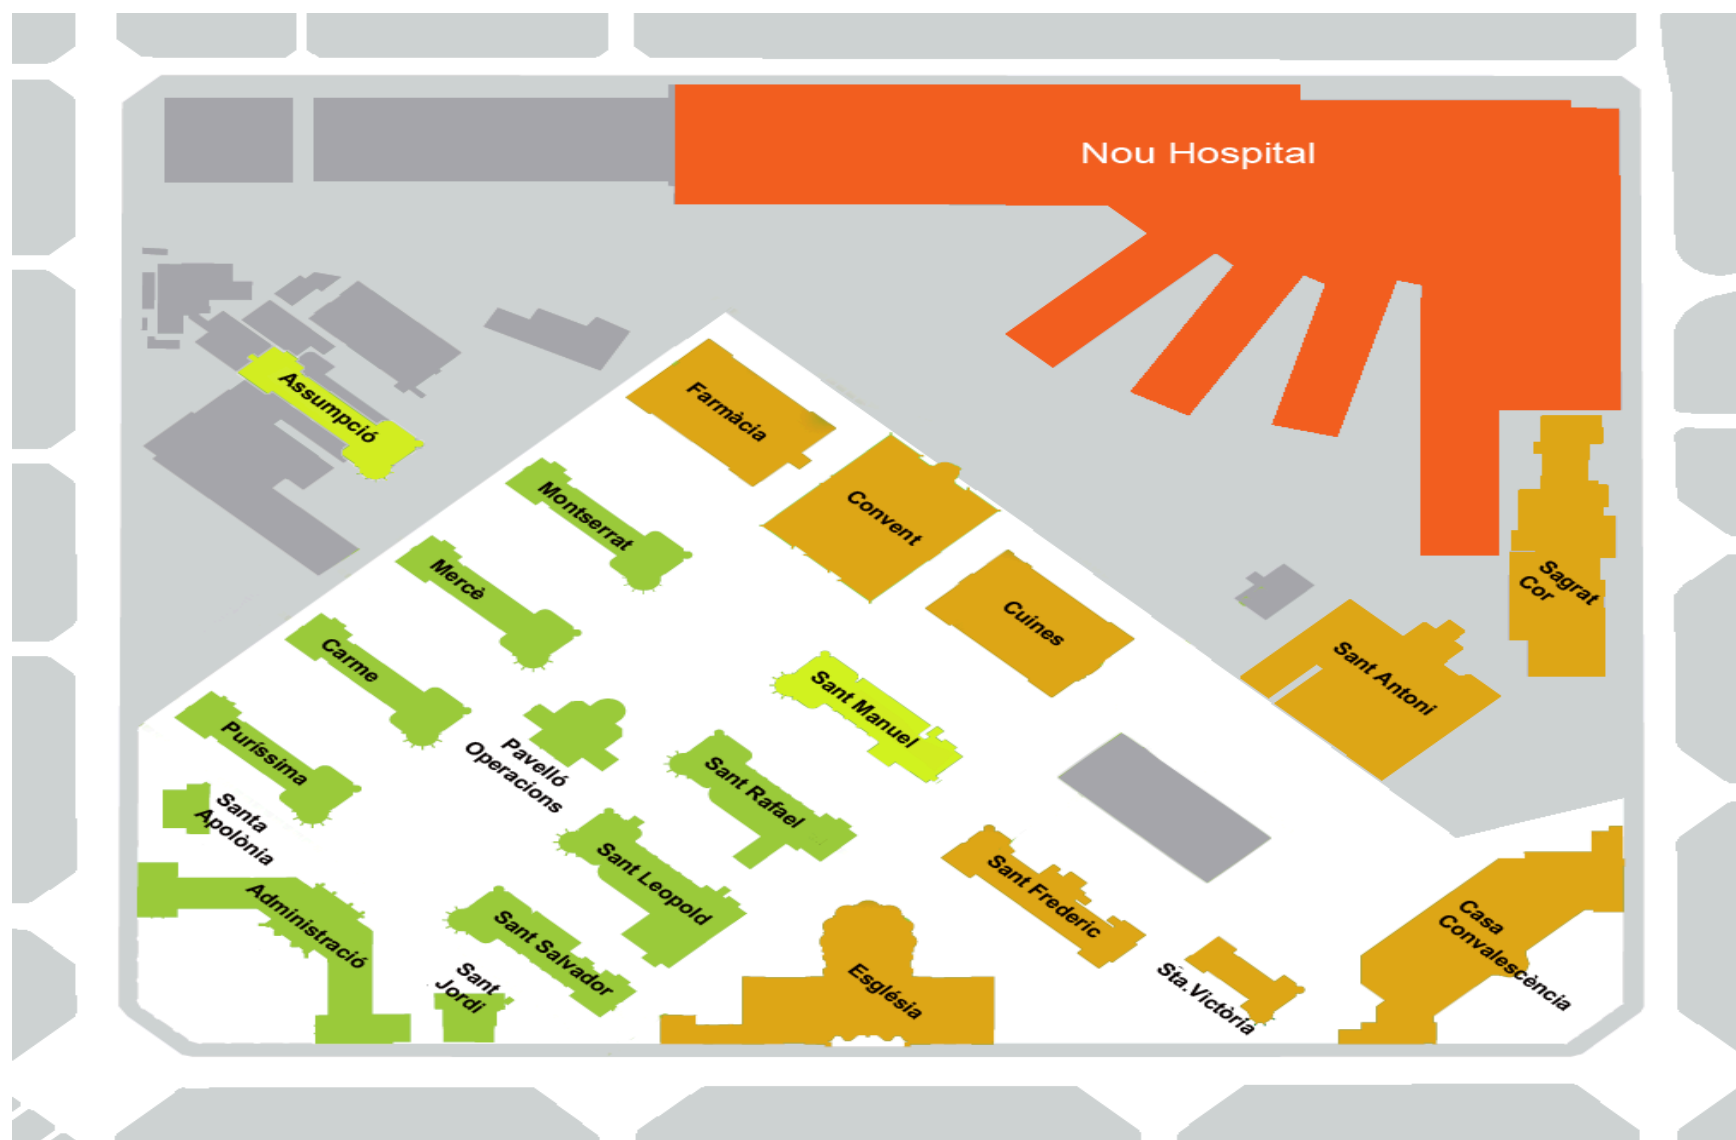 Nou Hospital
Assumpció
Farmàcia
Montserrat
Convent
Mercè
Cuines
Sagrat
Cor
Carme
Sant Antoni
Sant Manuel
Puríssima
Pavelló
Operacions
Sant Rafael
Santa
Apolònia
Sant Leopold
Sant Frederic
Administració
Sant Salvador
Casa
Convalescència
Sant
Jordi
Església
Sta.Victòria